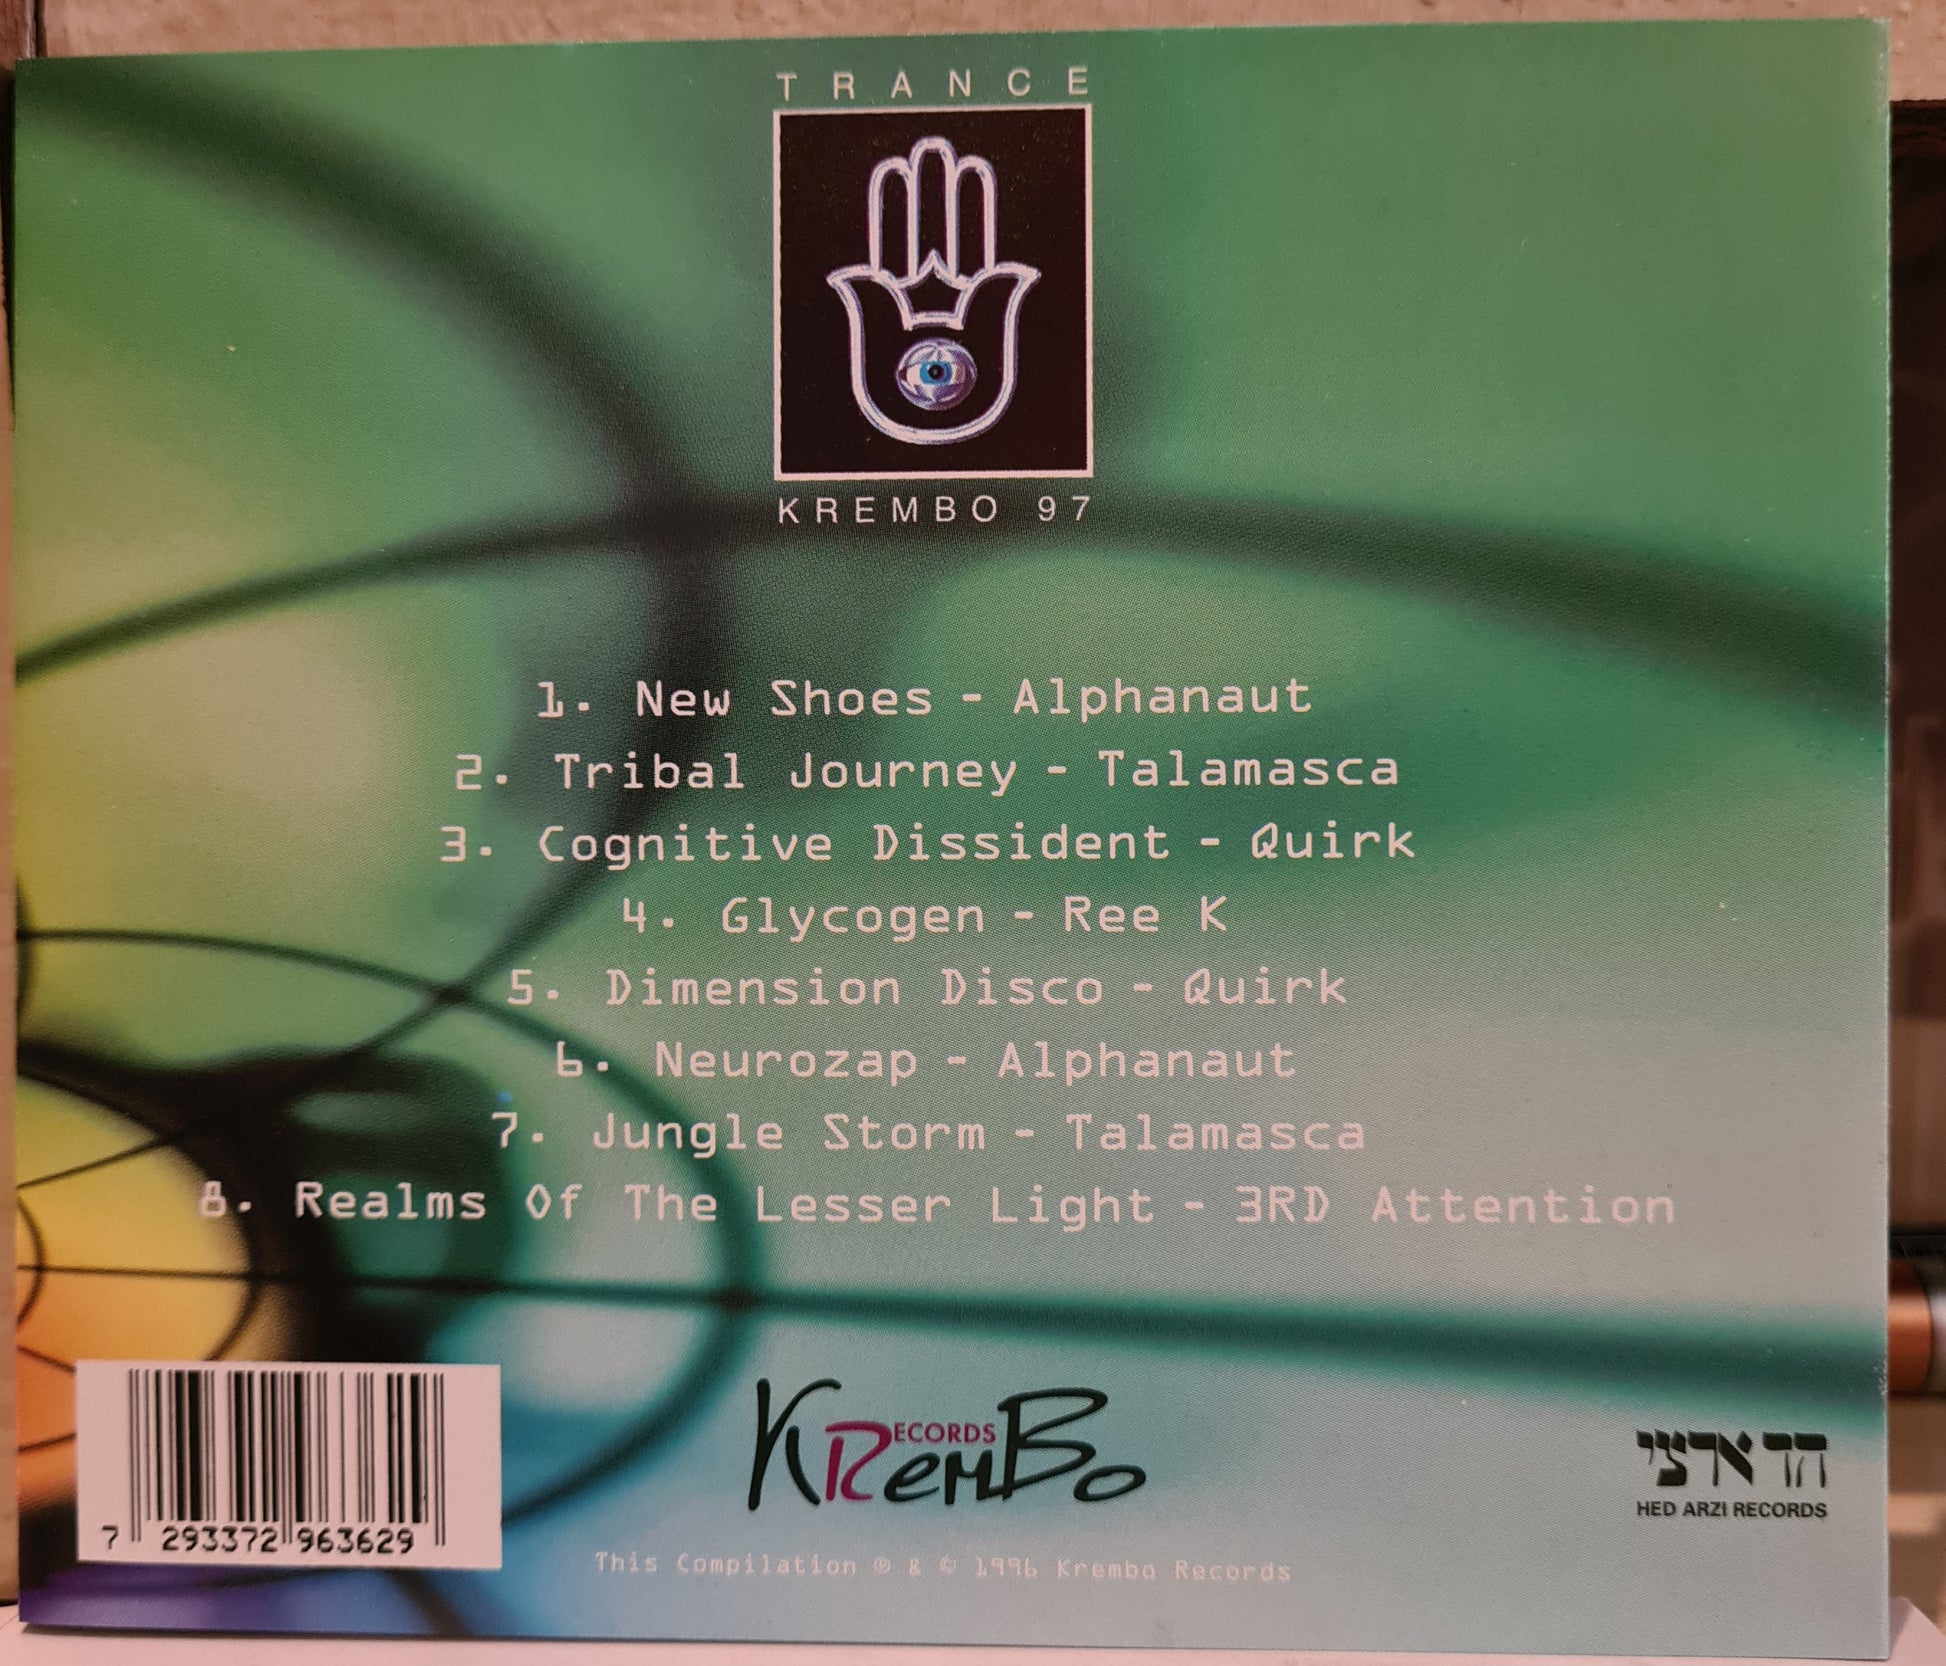 TRANCE
KREMBO 97
1. New Shoes - Alphanaut
2. Tribal Journey - Talamasca
3. Cognitive Dissident - Quirk
4. Glycogen - Ree K
5. Dimension Disco - Quirk
6. Neurozap - Alphanaut
7. Jungle Storm - Talamasca
8. Realms Of The Lesser Light - 3RD Attention
KREMBO RECORDS
הד ארצי
HED ARZI RECORDS
7 293372 963629
This Compilation ℗ & © 1996 Krembo Records